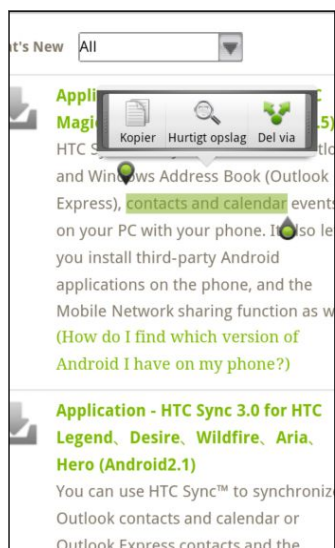 t's New All
Appli C
Magi .5)
HTC S tlo
Kopier Hurtigt opslag Del via
and Windows Address Book (Outlook
Express), contacts and calendar events
on your PC with your phone. It also le
you install third-party Android
applications on the phone, and the
Mobile Network sharing function as w
(How do I find which version of
Android I have on my phone?)
Application - HTC Sync 3.0 for HTC
Legend、Desire、Wildfire、Aria、
Hero (Android2.1)
You can use HTC Sync™ to synchroniz
Outlook contacts and calendar or
Outlook Express contacts and the